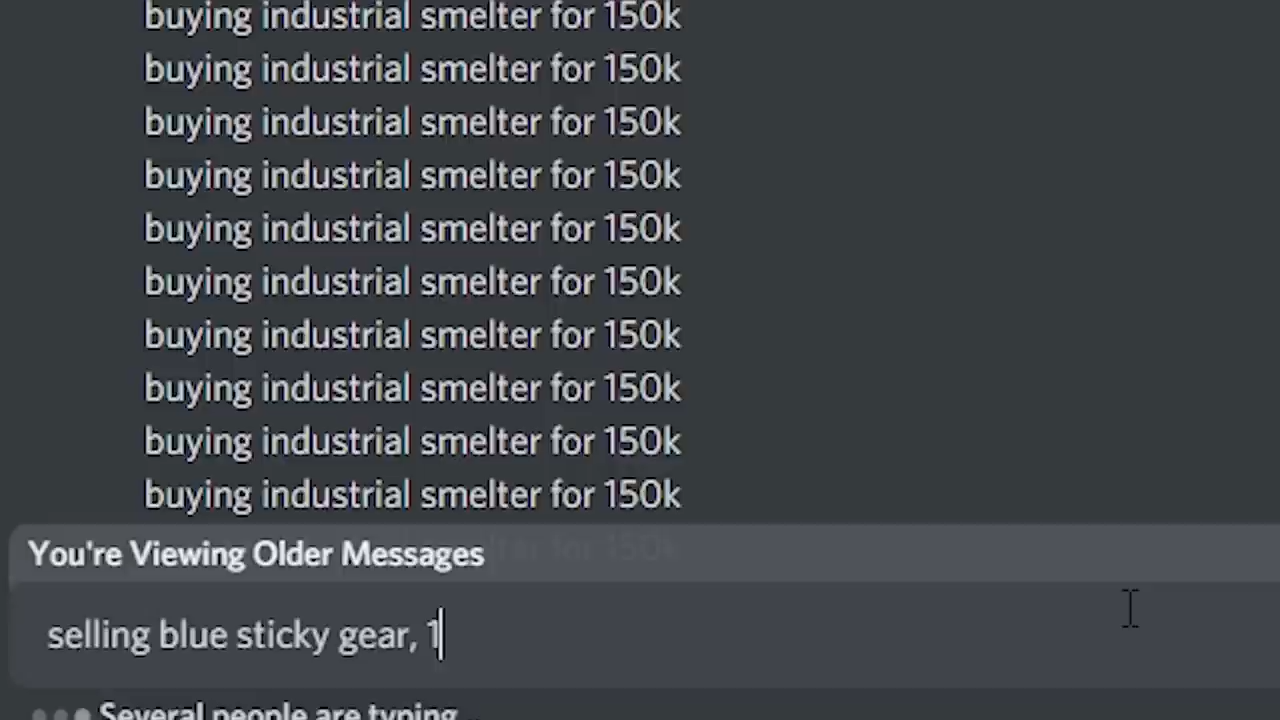 buying industrial smelter for 150k
buying industrial smelter for 150k
buying industrial smelter for 150k
buying industrial smelter for 150k
buying industrial smelter for 150k
buying industrial smelter for 150k
buying industrial smelter for 150k
buying industrial smelter for 150k
buying industrial smelter for 150k
buying industrial smelter for 150k
You're Viewing Older Messages
selling blue sticky gear, 1
Several people are typing...